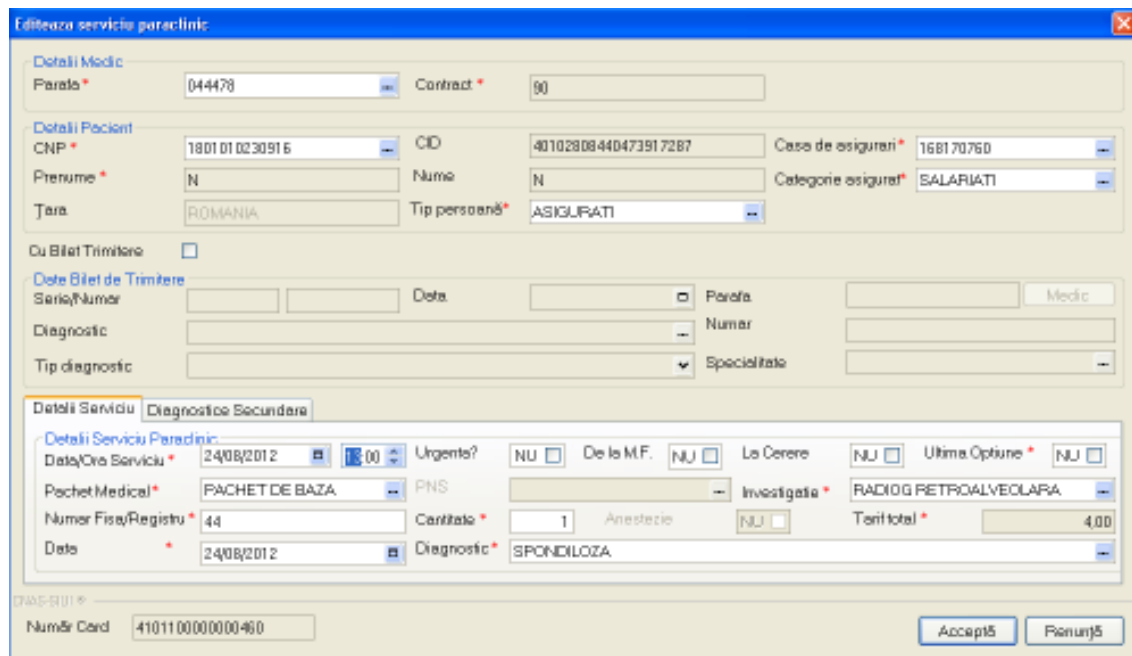 Editeaza serviciu paraclinic
Detalii Medic
Parafa * 044478 ... Contract * 90
Detalii Pacient
CNP * 1801010230916 ... CID 40102808440473917287 Casa de asigurari * 168170760 ...
Prenume * N Nume N Categorie asigurat * SALARIATI ...
Ţara ROMANIA Tip persoană * ASIGURATI ...
Cu Bilet Trimitere
Date Bilet de Trimitere
Serie/Numar Data Parafa Medic
Diagnostic ... Numar
Tip diagnostic Specialitate ...
Detalii Serviciu Diagnostice Secundare
Detalii Serviciu Paraclinic
Data/Ora Serviciu * 24/08/2012 13:00 Urgenta? NU De la M.F. NU La Cerere NU Ultima Optiune * NU
Pachet Medical * PACHET DE BAZA ... PNS ... Investigatie * RADIOG RETROALVEOLARA ...
Numar Fisa/Registru * 44 Cantitate * 1 Anestezie NU Tarif total * 4,00
Data * 24/08/2012 Diagnostic * SPONDILOZA ...
Număr Card 4101100000000460 Acceptă Renunţă